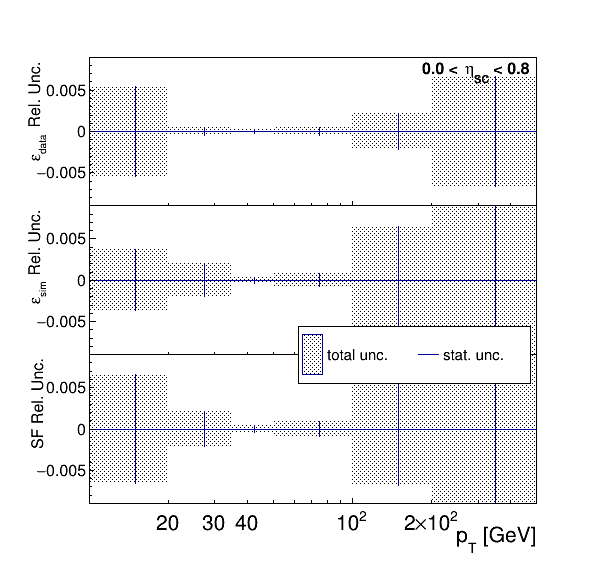 0.0 < η_SC < 0.8
ε_data Rel. Unc.
0.005
0
−0.005
ε_sim Rel. Unc.
0.005
0
−0.005
total unc. stat. unc.
SF Rel. Unc.
0.005
0
−0.005
20 30 40 10² 2×10²
p_T [GeV]